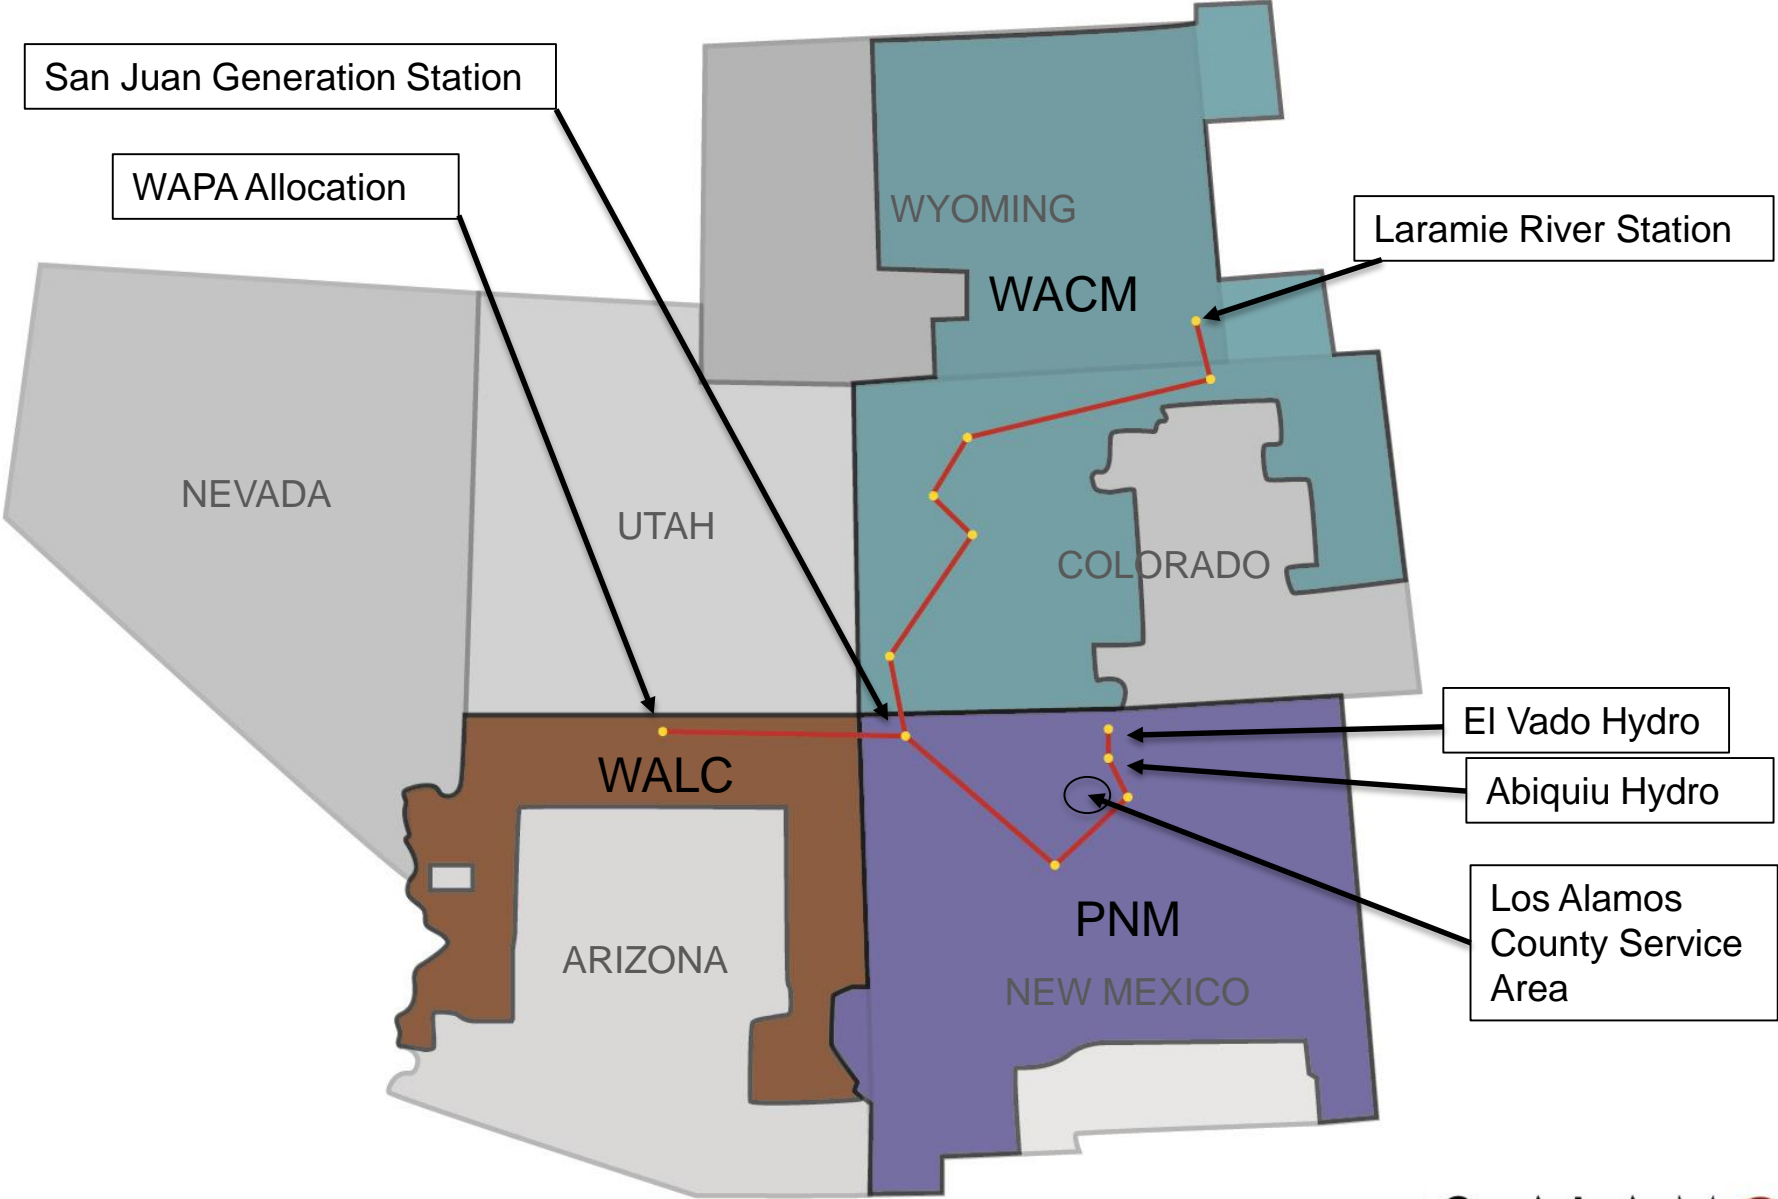 San Juan Generation Station
WAPA Allocation
WYOMING
WACM
Laramie River Station
NEVADA
UTAH
COLORADO
El Vado Hydro
WALC
Abiquiu Hydro
Los Alamos
County Service
Area
PNM
ARIZONA
NEW MEXICO